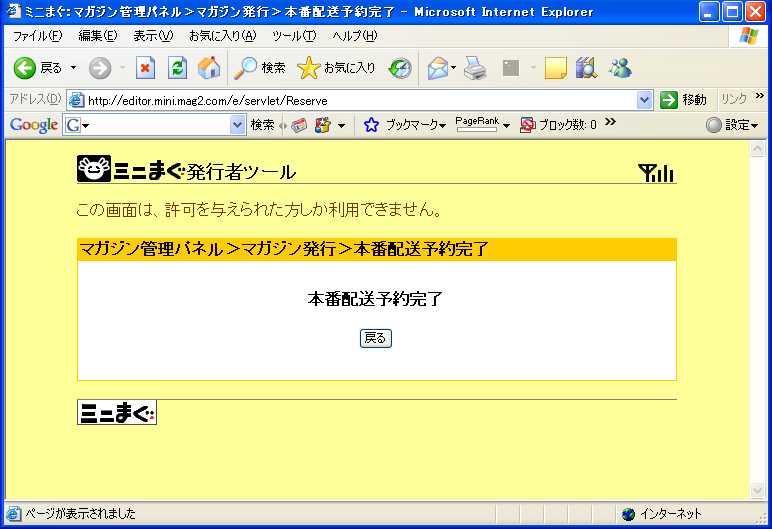 ミニまぐ:マガジン管理パネル＞マガジン発行＞本番配送予約完了 - Microsoft Internet Explorer
ファイル(F) 編集(E) 表示(V) お気に入り(A) ツール(T) ヘルプ(H)
戻る 検索 お気に入り
アドレス(D) http://editor.mini.mag2.com/e/servlet/Reserve 移動 リンク »
Google G 検索 ブックマーク PageRank ブロック数: 0 » 設定
ミニまぐ発行者ツール
この画面は、許可を与えられた方しか利用できません。
マガジン管理パネル＞マガジン発行＞本番配送予約完了
本番配送予約完了
戻る
ミニまぐ
ページが表示されました インターネット